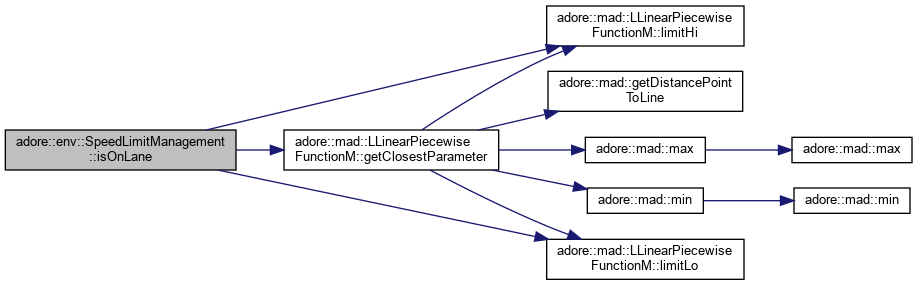 adore::env::SpeedLimitManagement
::isOnLane
adore::mad::LLinearPiecewise
FunctionM::getClosestParameter
adore::mad::LLinearPiecewise
FunctionM::limitHi
adore::mad::getDistancePoint
ToLine
adore::mad::max
adore::mad::max
adore::mad::min
adore::mad::min
adore::mad::LLinearPiecewise
FunctionM::limitLo